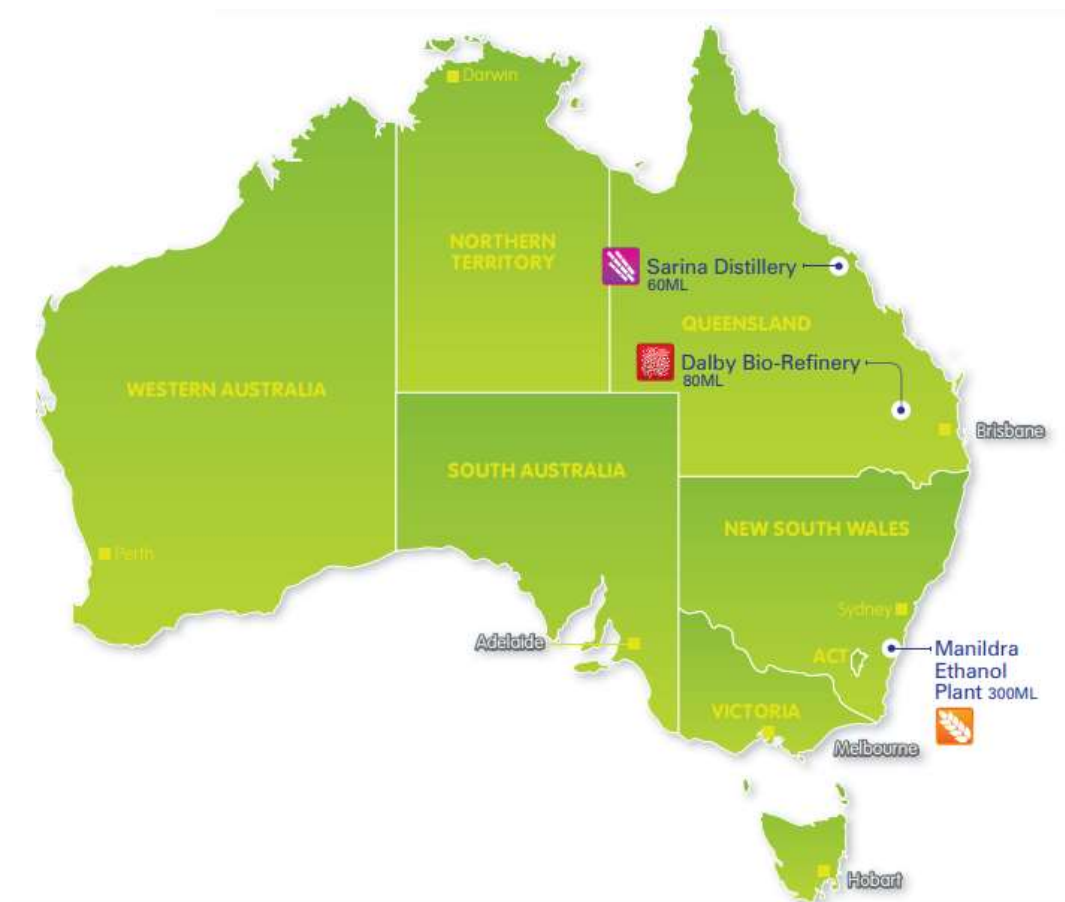 Darwin
NORTHERN
TERRITORY
Sarina Distillery
60ML
QUEENSLAND
Dalby Bio-Refinery
80ML
WESTERN AUSTRALIA
Brisbane
SOUTH AUSTRALIA
NEW SOUTH WALES
Perth
Sydney
Adelaide
ACT
Manildra
Ethanol
Plant 300ML
VICTORIA
Melbourne
Hobart